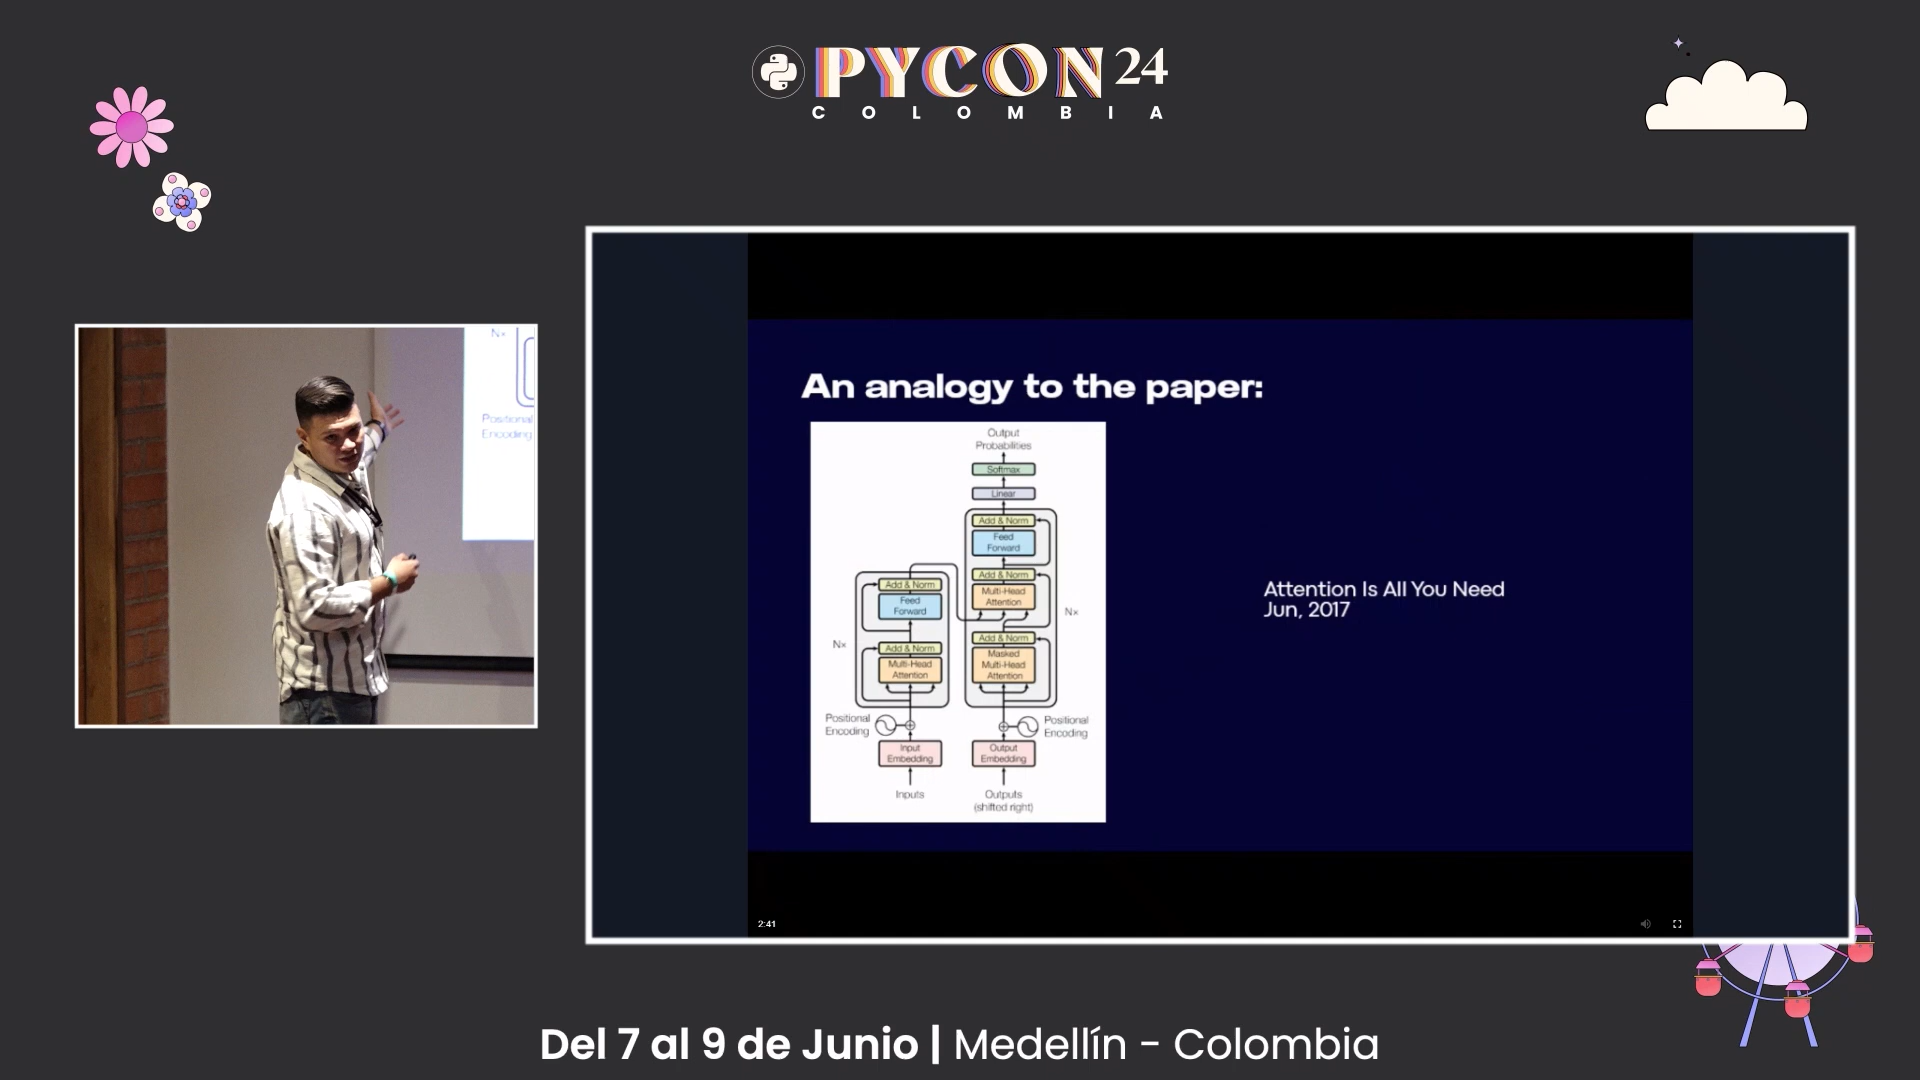 PYCON 24
COLOMBIA
Nx
Positional
Encoding
An analogy to the paper:
Output
Probabilities
Softmax
Linear
Add & Norm
Feed
Forward
Add & Norm
Multi-Head
Attention
Nx
Add & Norm
Masked
Multi-Head
Attention
Positional
Encoding
Output
Embedding
Outputs
(shifted right)
Add & Norm
Feed
Forward
Nx
Add & Norm
Multi-Head
Attention
Positional
Encoding
Input
Embedding
Inputs
Attention Is All You Need
Jun, 2017
2:41
Del 7 al 9 de Junio | Medellín - Colombia